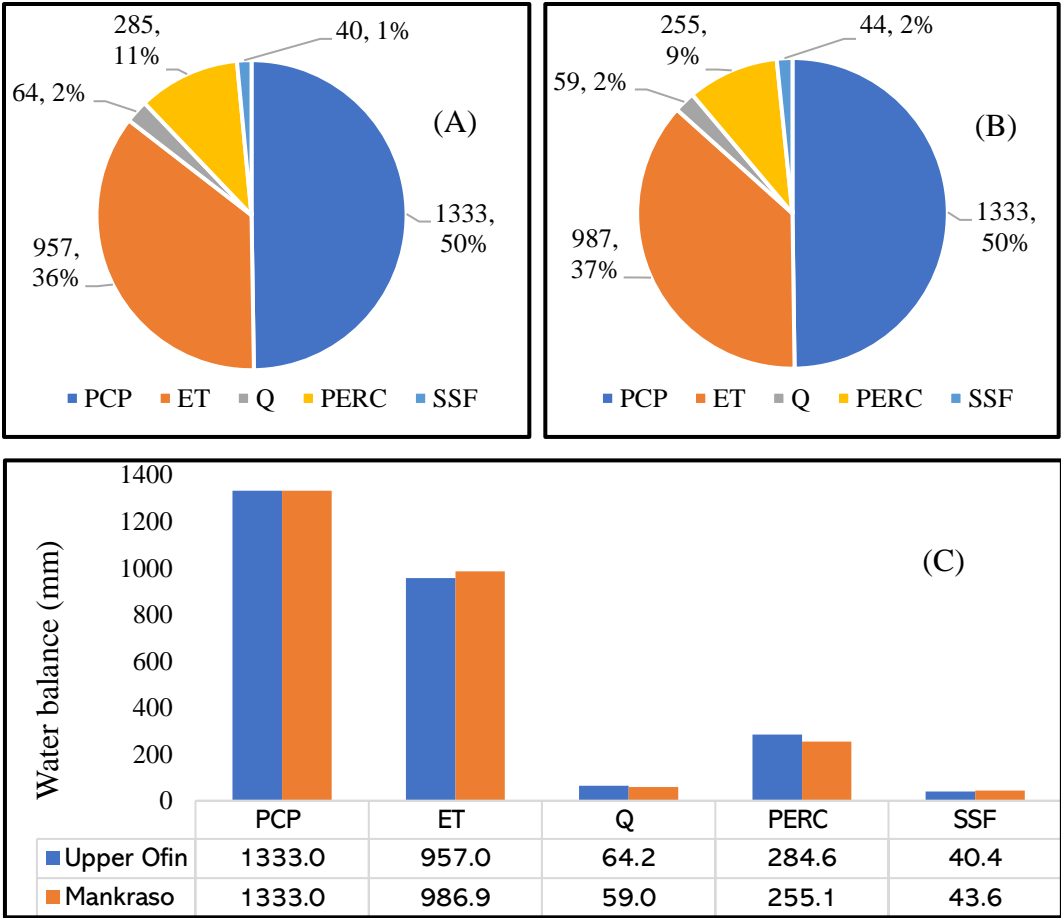 285,
11%
40, 1%
64, 2%
(A)
1333,
50%
957,
36%
PCP ET Q PERC SSF
255,
9%
44, 2%
59, 2%
(B)
1333,
50%
987,
37%
PCP ET Q PERC SSF
1400
1200
1000
800
600
400
200
0
Water balance (mm)
(C)
PCP ET Q PERC SSF
Upper Ofin 1333.0 957.0 64.2 284.6 40.4
Mankraso 1333.0 986.9 59.0 255.1 43.6